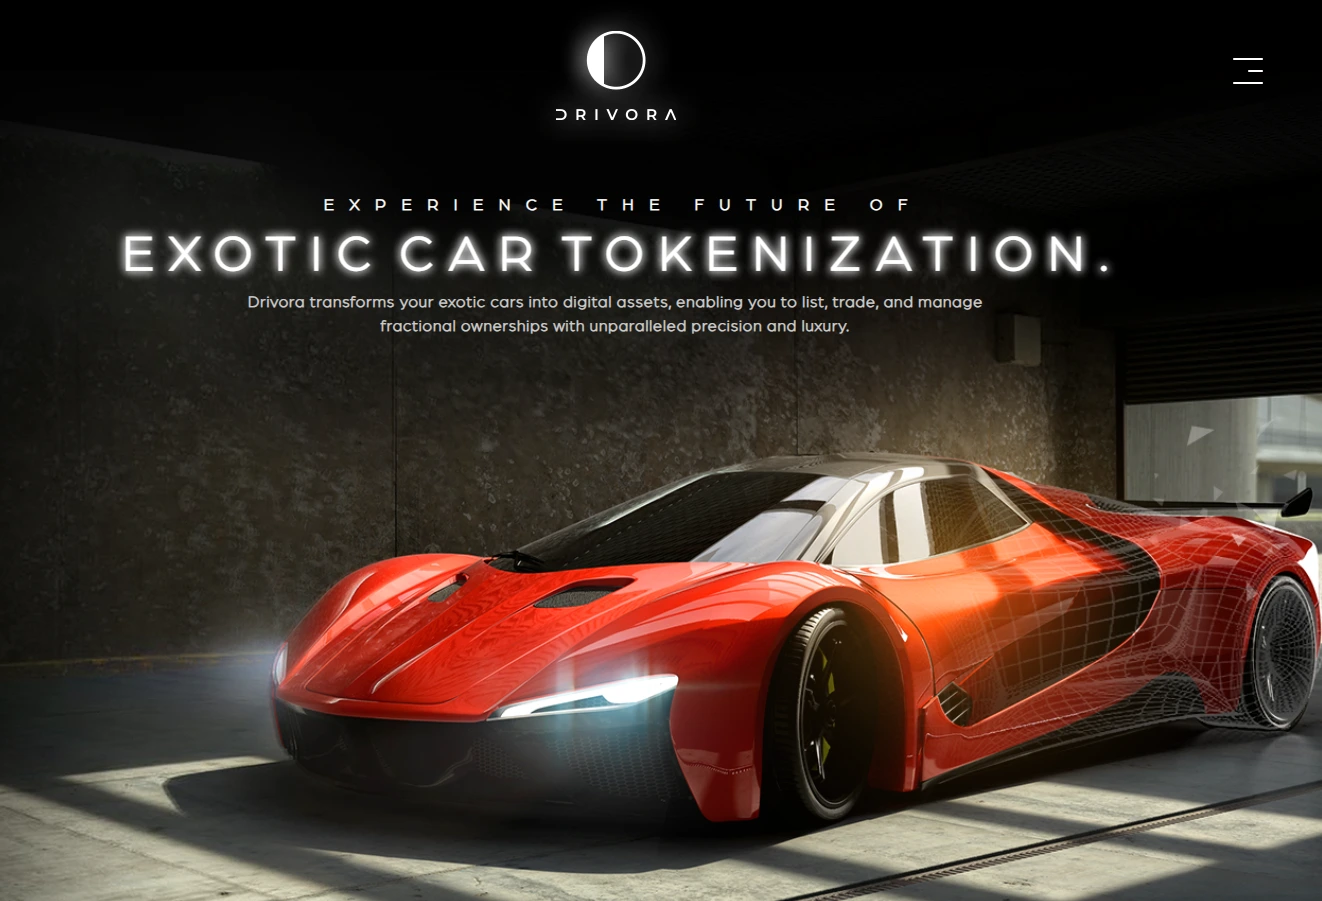 DRIVORA
EXPERIENCE THE FUTURE OF
EXOTIC CAR TOKENIZATION.
Drivora transforms your exotic cars into digital assets, enabling you to list, trade, and manage
fractional ownerships with unparalleled precision and luxury.